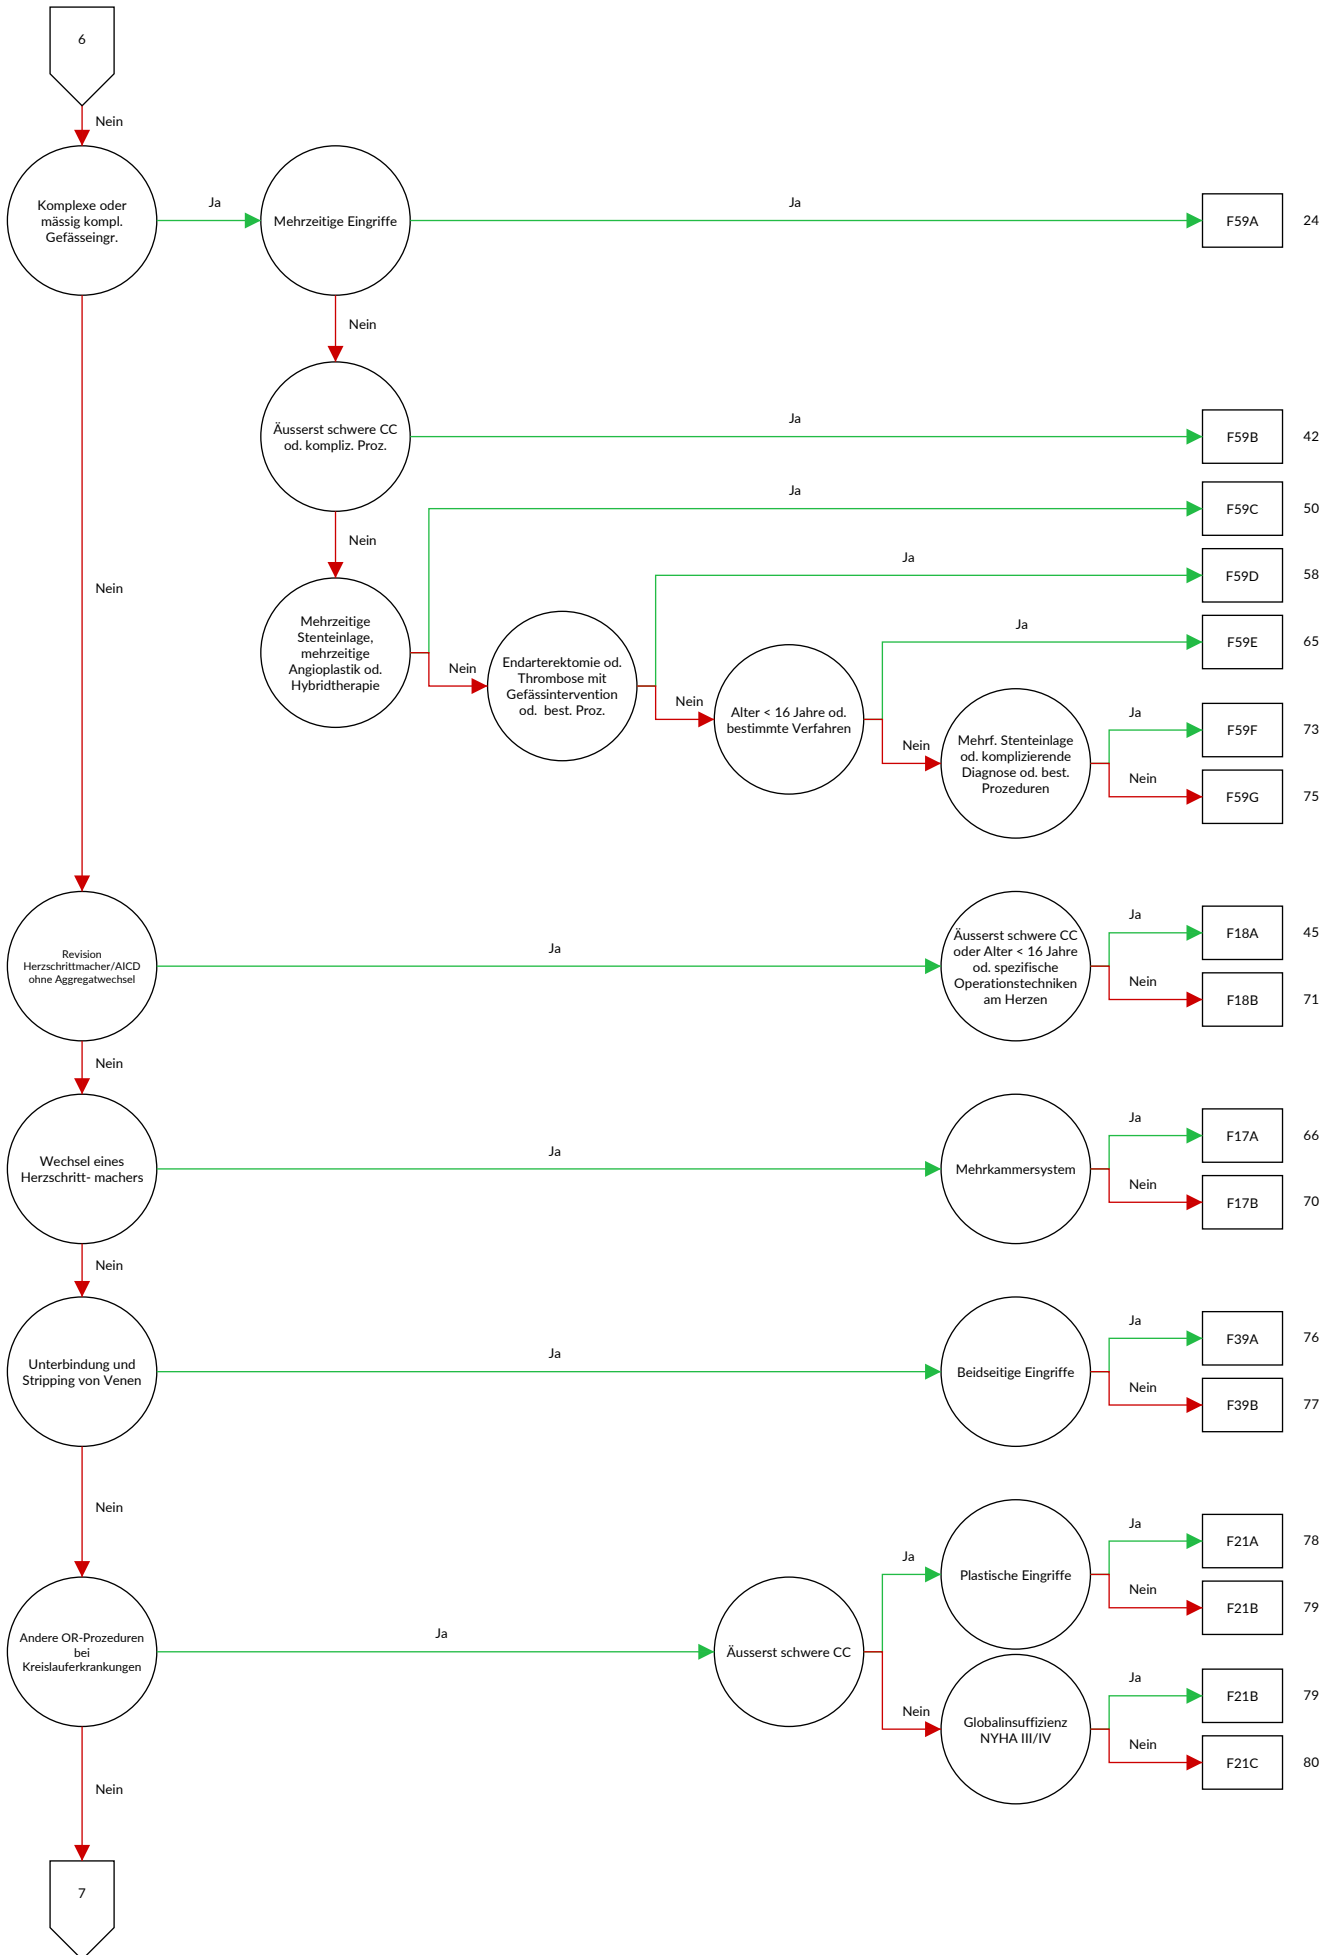 6
Nein
Komplexe oder
mässig kompl.
Gefässeingr.
Ja
Mehrzeitige Eingriffe
Ja
F59A
24
Nein
Äusserst schwere CC
od. kompliz. Proz.
Ja
F59B
42
Ja
F59C
50
Nein
Nein
Ja
F59D
58
Mehrzeitige
Stenteinlage,
mehrzeitige
Angioplastik od.
Hybridtherapie
Nein
Endarterektomie od.
Thrombose mit
Gefässintervention
od. best. Proz.
Ja
F59E
65
Nein
Alter < 16 Jahre od.
bestimmte Verfahren
Nein
Mehrf. Stenteinlage
od. komplizierende
Diagnose od. best.
Prozeduren
Ja
F59F
73
Nein
F59G
75
Revision
Herzschrittmacher/AICD
ohne Aggregatwechsel
Ja
Äusserst schwere CC
oder Alter < 16 Jahre
od. spezifische
Operationstechniken
am Herzen
Ja
F18A
45
Nein
F18B
71
Nein
Wechsel eines
Herzschritt- machers
Ja
Mehrkammersystem
Ja
F17A
66
Nein
F17B
70
Nein
Unterbindung und
Stripping von Venen
Ja
Beidseitige Eingriffe
Ja
F39A
76
Nein
F39B
77
Nein
Andere OR-Prozeduren
bei
Kreislauferkrankungen
Ja
Äusserst schwere CC
Ja
Plastische Eingriffe
Ja
F21A
78
Nein
F21B
79
Nein
Globalinsuffizienz
NYHA III/IV
Ja
F21B
79
Nein
F21C
80
Nein
7